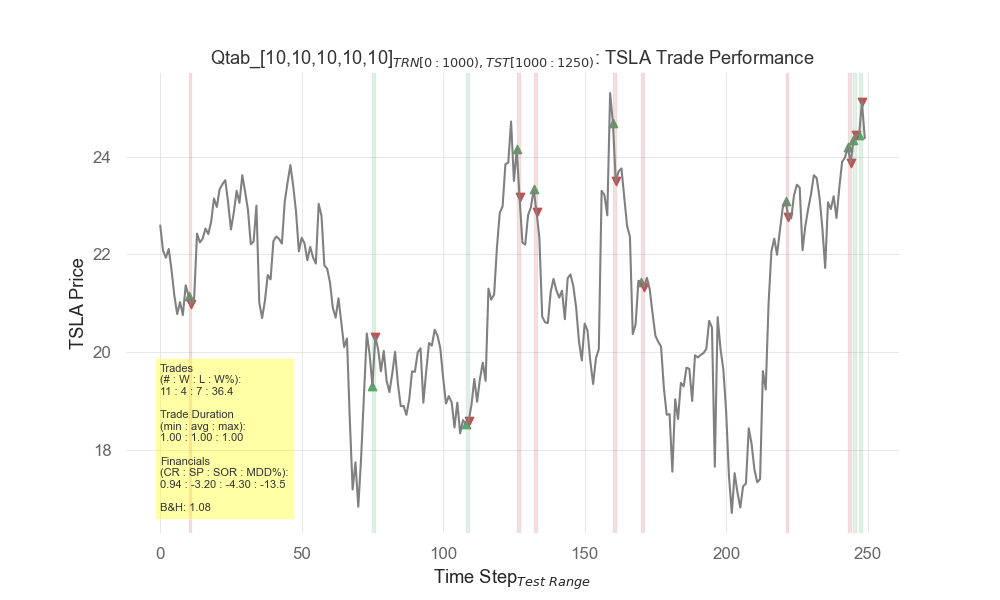 Qtab_[10,10,10,10,10]TRN[0 : 1000), TST[1000 : 1250): TSLA Trade Performance
TSLA Price
24
22
20
18
Trades
(# : W : L : W%):
11 : 4 : 7 : 36.4
Trade Duration
(min : avg : max):
1.00 : 1.00 : 1.00
Financials
(CR : SP : SOR : MDD%):
0.94 : -3.20 : -4.30 : -13.5
B&H: 1.08
0 50 100 150 200 250
Time StepTest Range